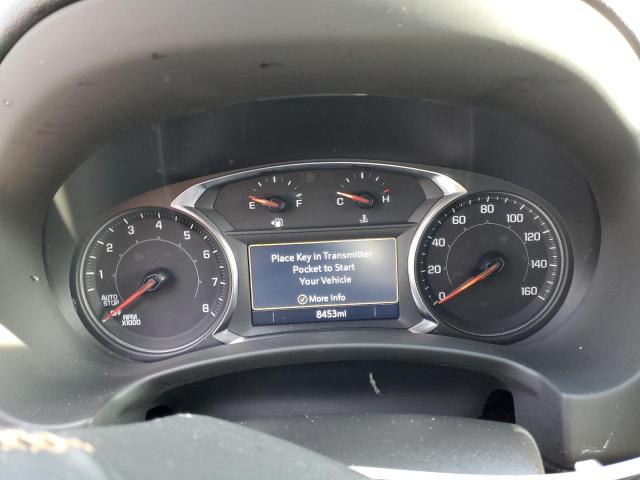 E F C H
1 2 3 4 5 6 7 8
AUTO
STOP
OFF
RPM
X1000
Place Key in Transmitter
Pocket to Start
Your Vehicle
More Info
8453mi
0 20 40 60 80 100 120 140 160